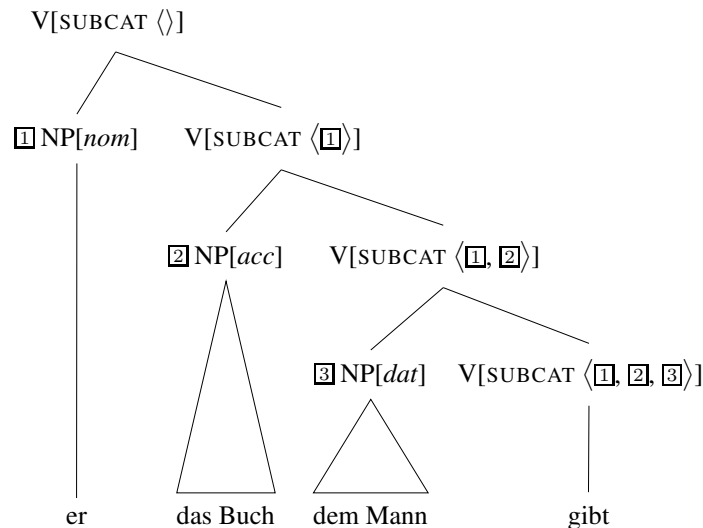 V[SUBCAT ⟨⟩]
1 NP[nom] V[SUBCAT ⟨1⟩]
2 NP[acc] V[SUBCAT ⟨1, 2⟩]
3 NP[dat] V[SUBCAT ⟨1, 2, 3⟩]
er das Buch dem Mann gibt